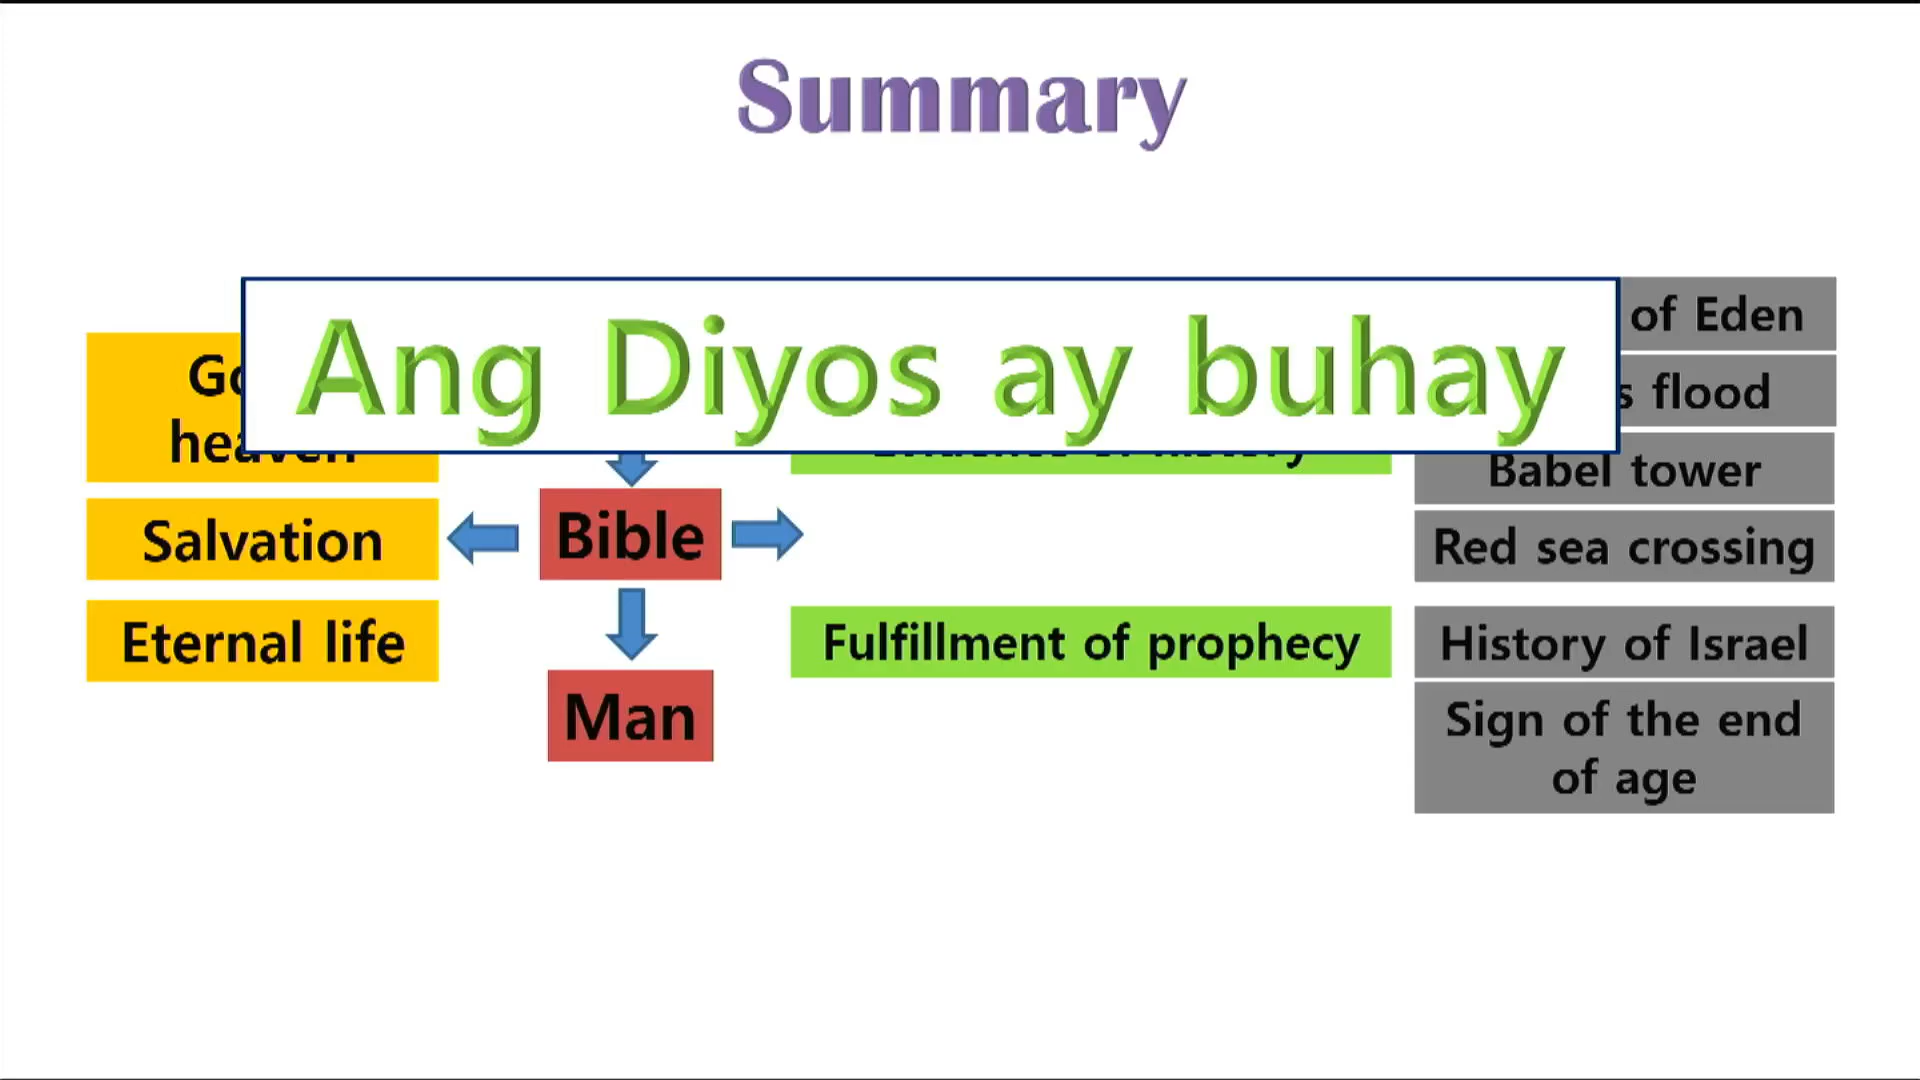 Summary
Ang Diyos ay buhay
heaven
Salvation
Eternal life
Bible
Man
Fulfillment of prophecy
of Eden
flood
Babel tower
Red sea crossing
History of Israel
Sign of the end
of age